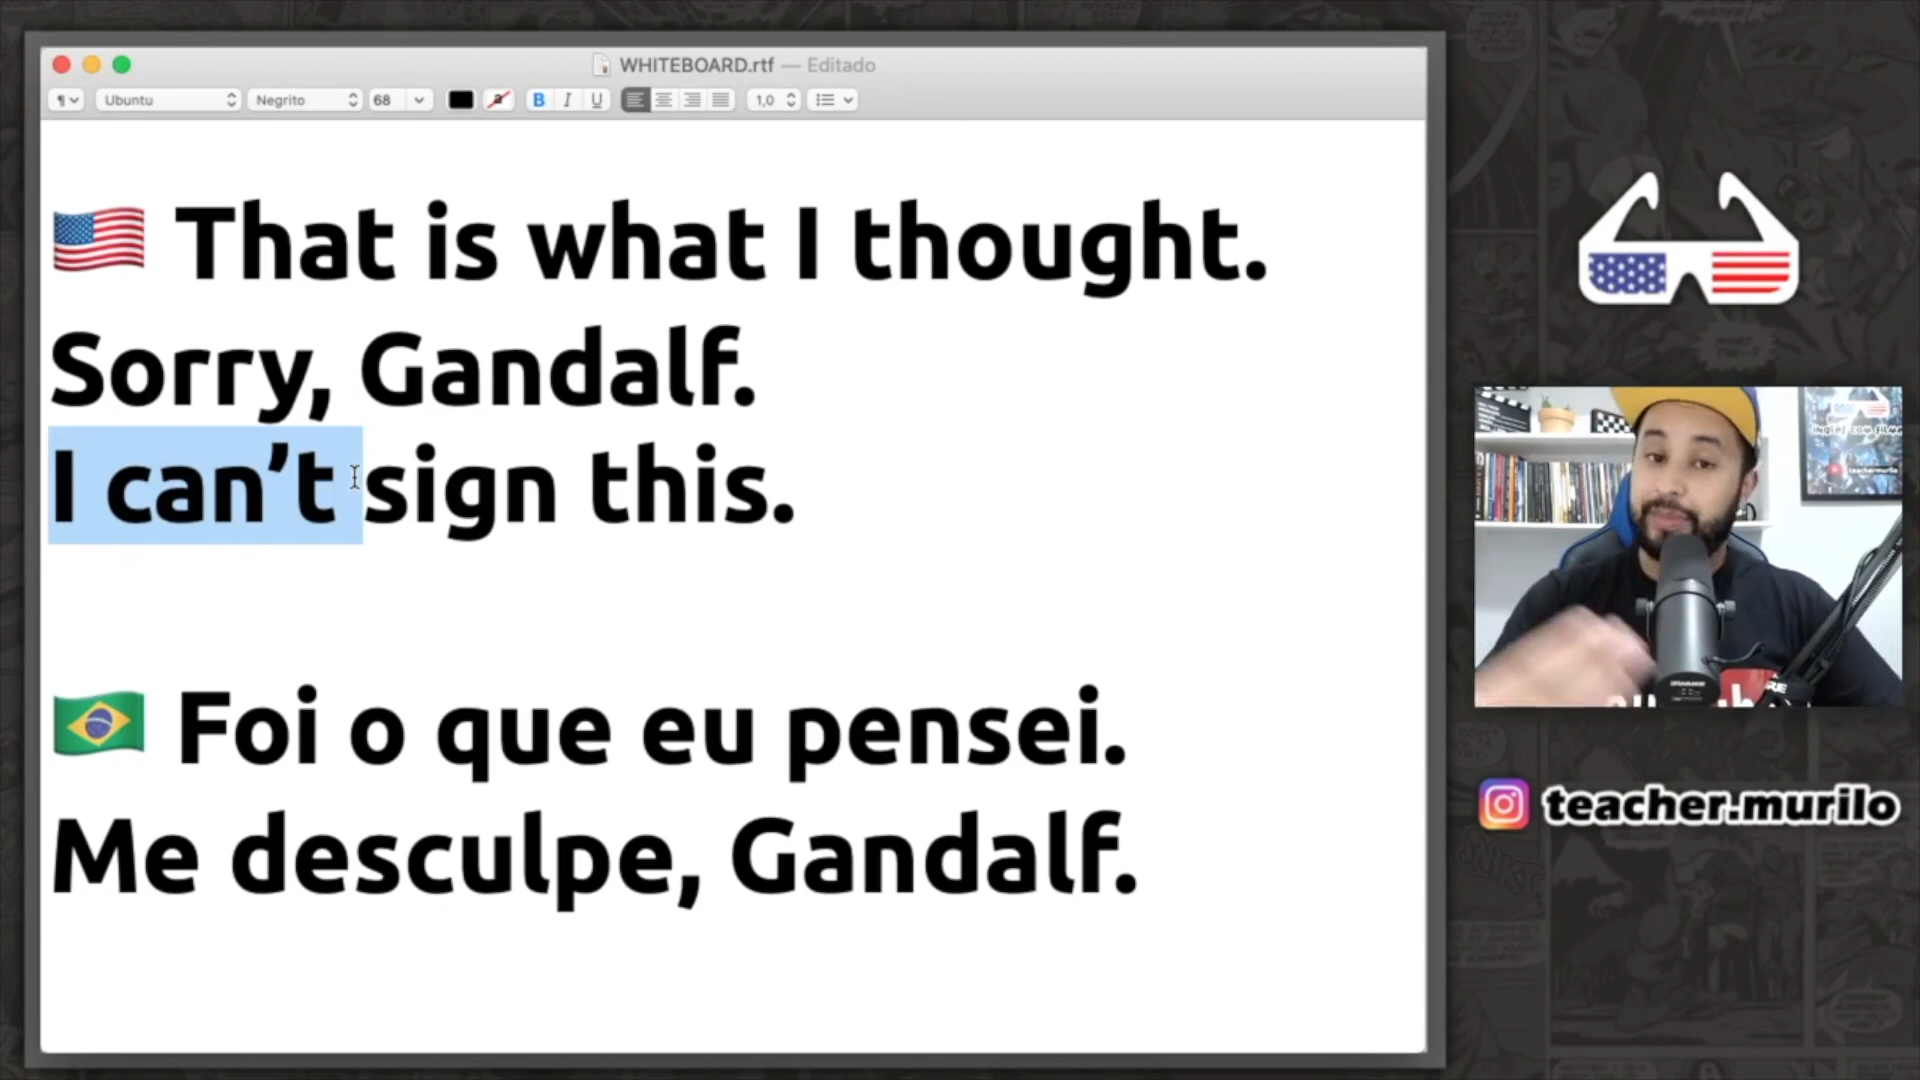 WHITEBOARD.rtf — Editado
Ubuntu Negrito 68 B I U 1,0
🇺🇸 That is what I thought.
Sorry, Gandalf.
I can’t sign this.
🇧🇷 Foi o que eu pensei.
Me desculpe, Gandalf.
teacher.murilo